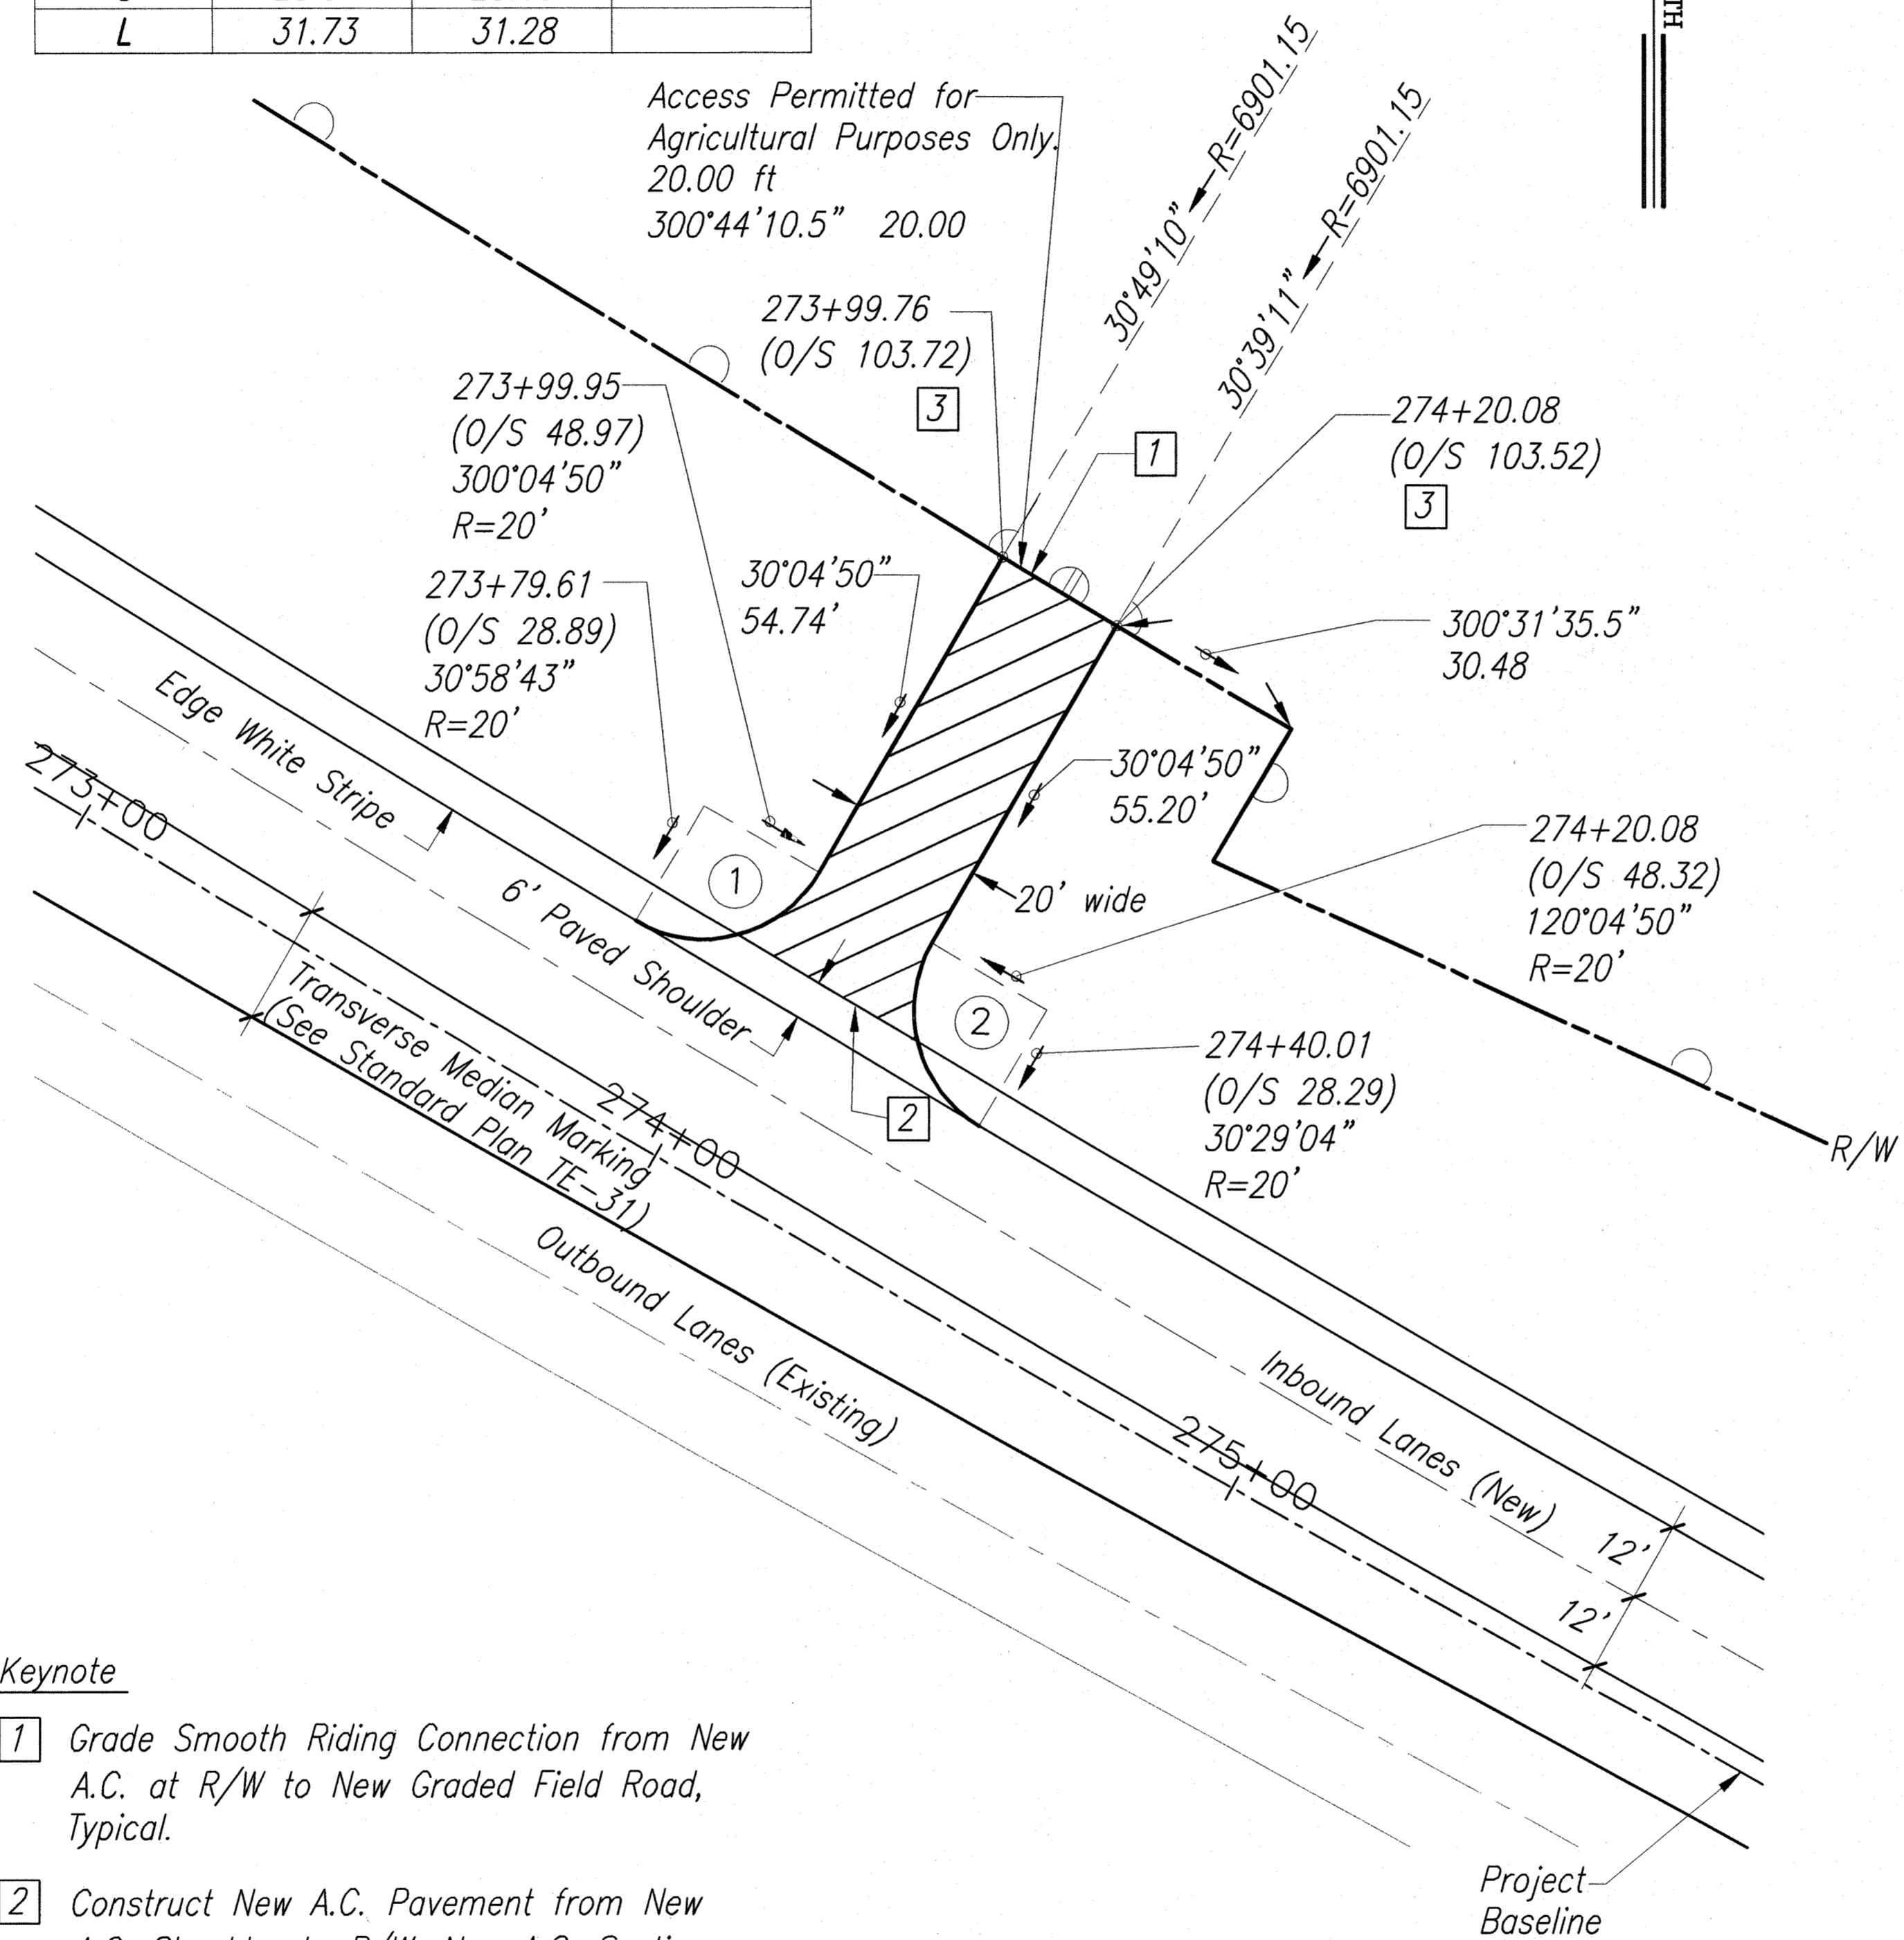 L 31.73 31.28
TH
Access Permitted for
Agricultural Purposes Only.
20.00 ft
300°44'10.5" 20.00
30°49'10" R=6901.15
30°39'11" R=6901.15
273+99.76
(O/S 103.72)
3
273+99.95
(O/S 48.97)
300°04'50"
R=20'
1
274+20.08
(O/S 103.52)
3
273+79.61
(O/S 28.89)
30°58'43"
R=20'
30°04'50"
54.74'
300°31'35.5"
30.48
30°04'50"
55.20'
274+20.08
(O/S 48.32)
120°04'50"
R=20'
20' wide
Edge White Stripe
273+00
1
6' Paved Shoulder
2
274+40.01
(O/S 28.29)
30°29'04"
R=20'
2
R/W
Transverse Median Marking
(See Standard Plan TE-31)
274+00
Outbound Lanes (Existing)
Inbound Lanes (New)
275+00
12'
12'
Project
Baseline
Keynote
1 Grade Smooth Riding Connection from New
A.C. at R/W to New Graded Field Road,
Typical.
2 Construct New A.C. Pavement from New